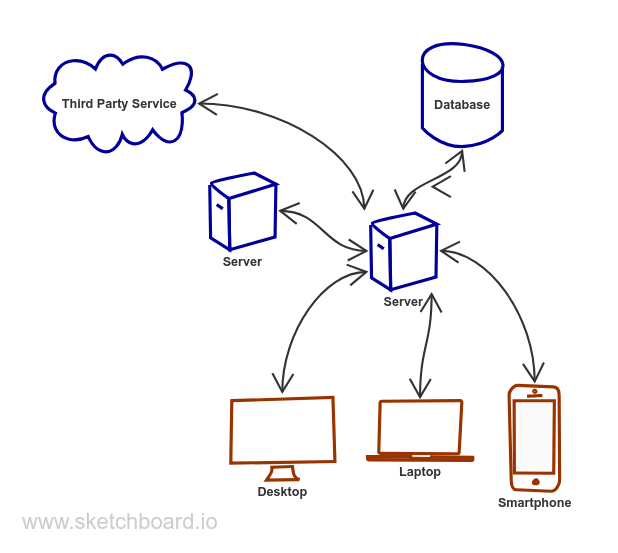 Third Party Service
Database
Server
Server
Desktop
Laptop
Smartphone
www.sketchboard.io